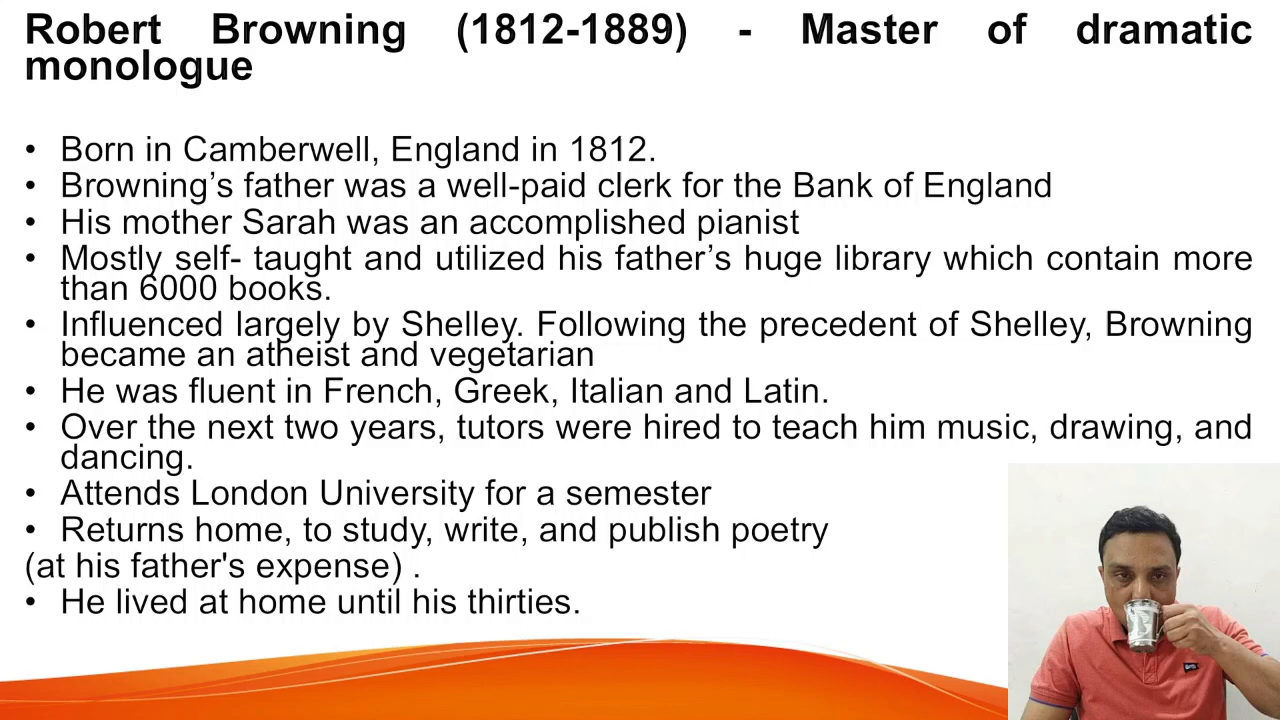 Robert Browning (1812-1889) - Master of dramatic
monologue
• Born in Camberwell, England in 1812.
• Browning’s father was a well-paid clerk for the Bank of England
• His mother Sarah was an accomplished pianist
• Mostly self- taught and utilized his father’s huge library which contain more
than 6000 books.
• Influenced largely by Shelley. Following the precedent of Shelley, Browning
became an atheist and vegetarian
• He was fluent in French, Greek, Italian and Latin.
• Over the next two years, tutors were hired to teach him music, drawing, and
dancing.
• Attends London University for a semester
• Returns home, to study, write, and publish poetry
(at his father's expense) .
• He lived at home until his thirties.